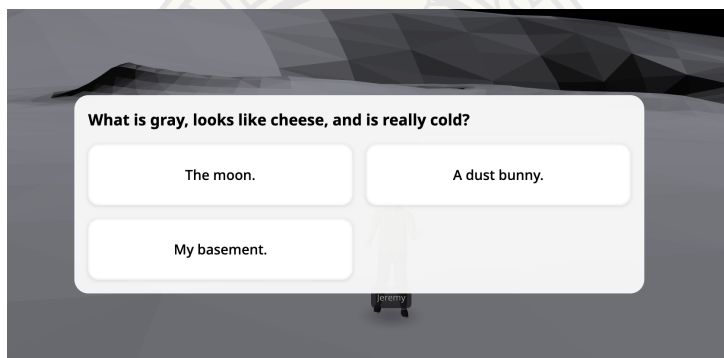 What is gray, looks like cheese, and is really cold?
The moon.
A dust bunny.
My basement.
Jeremy